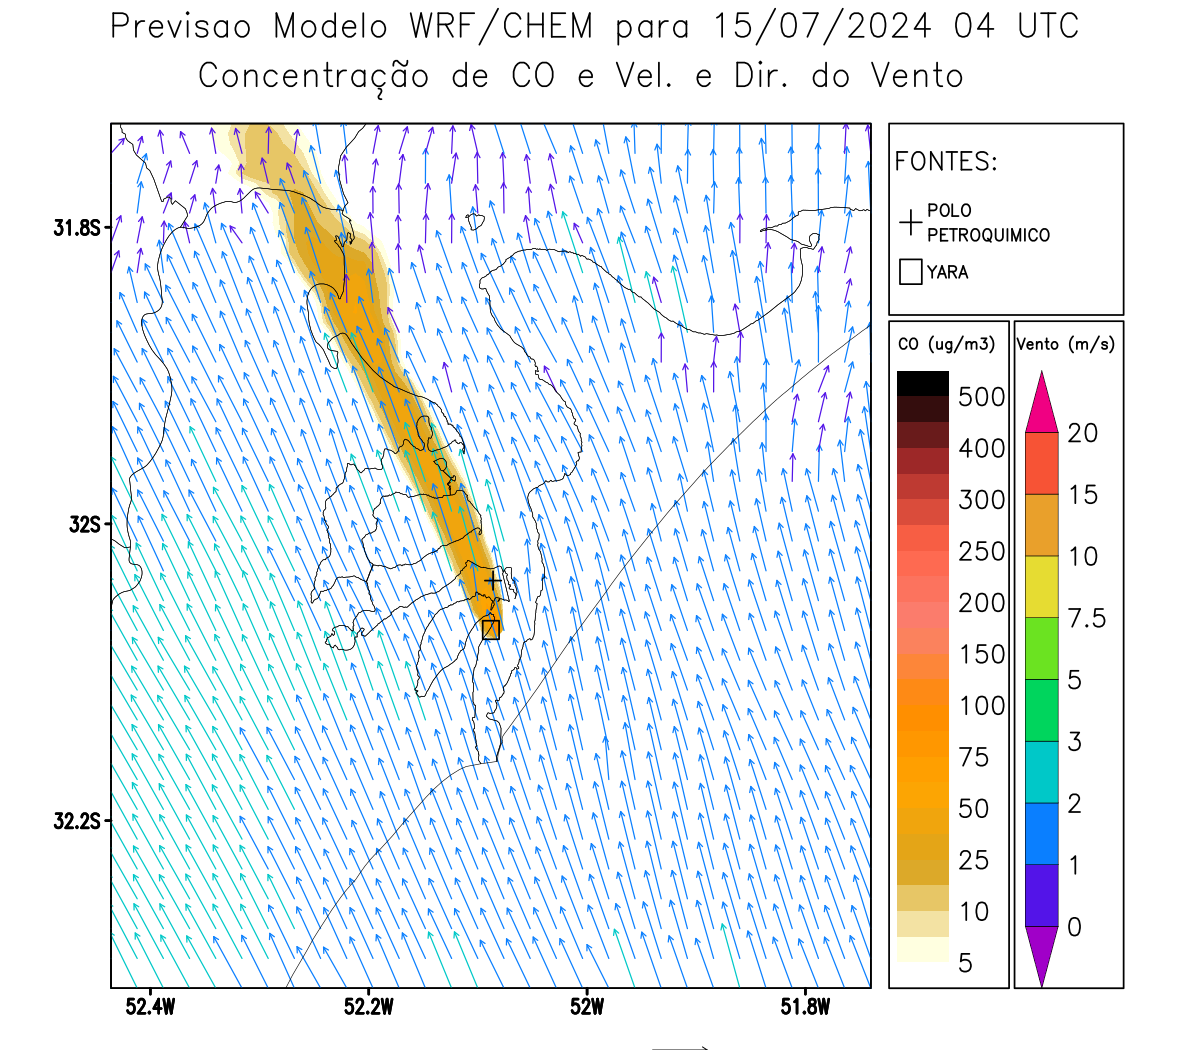 Previsao Modelo WRF/CHEM para 15/07/2024 04 UTC
Concentração de CO e Vel. e Dir. do Vento
FONTES:
POLO
PETROQUIMICO
YARA
CO (ug/m3)
500
400
300
250
200
150
100
75
50
25
10
5
Vento (m/s)
20
15
10
7.5
5
3
2
1
0
31.8S
32S
32.2S
52.4W
52.2W
52W
51.8W